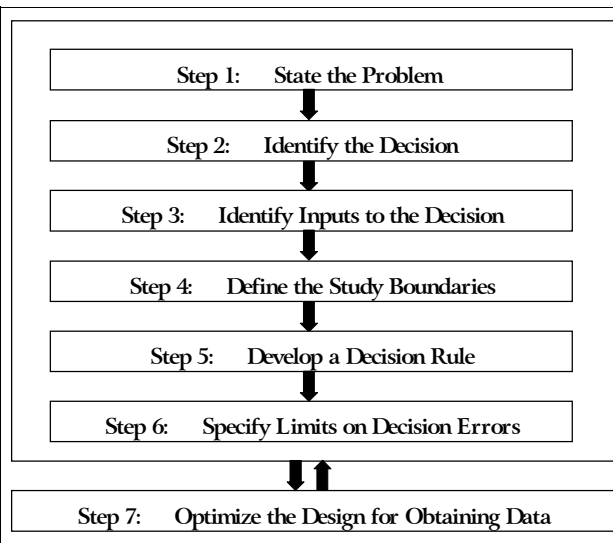 Step 1: State the Problem
Step 2: Identify the Decision
Step 3: Identify Inputs to the Decision
Step 4: Define the Study Boundaries
Step 5: Develop a Decision Rule
Step 6: Specify Limits on Decision Errors
Step 7: Optimize the Design for Obtaining Data